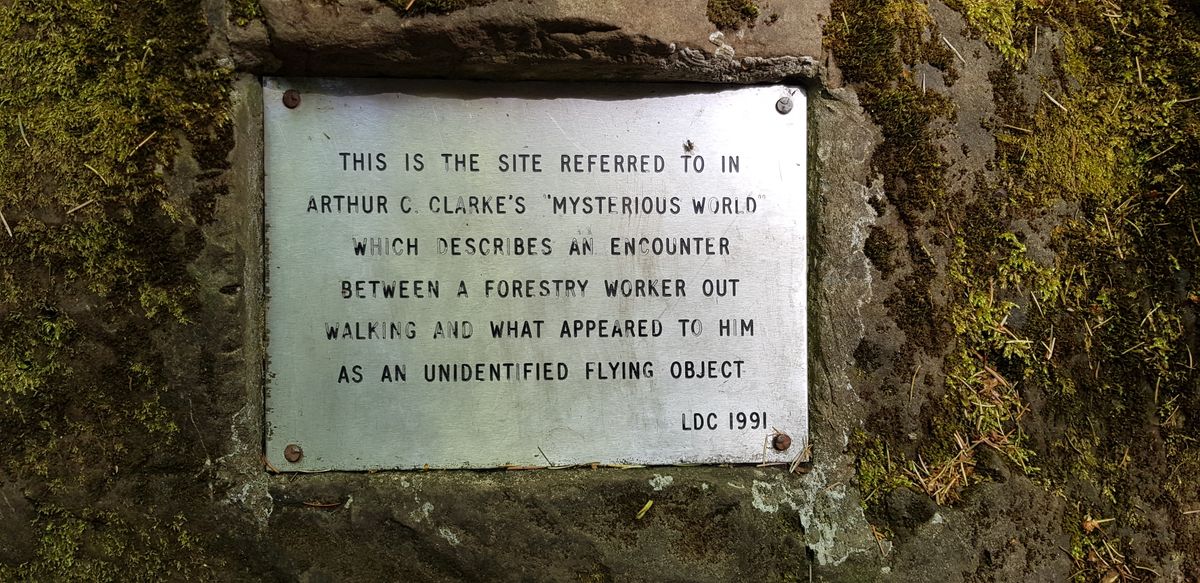 THIS IS THE SITE REFERRED TO IN
ARTHUR C. CLARKE'S "MYSTERIOUS WORLD"
WHICH DESCRIBES AN ENCOUNTER
BETWEEN A FORESTRY WORKER OUT
WALKING AND WHAT APPEARED TO HIM
AS AN UNIDENTIFIED FLYING OBJECT
LDC 1991